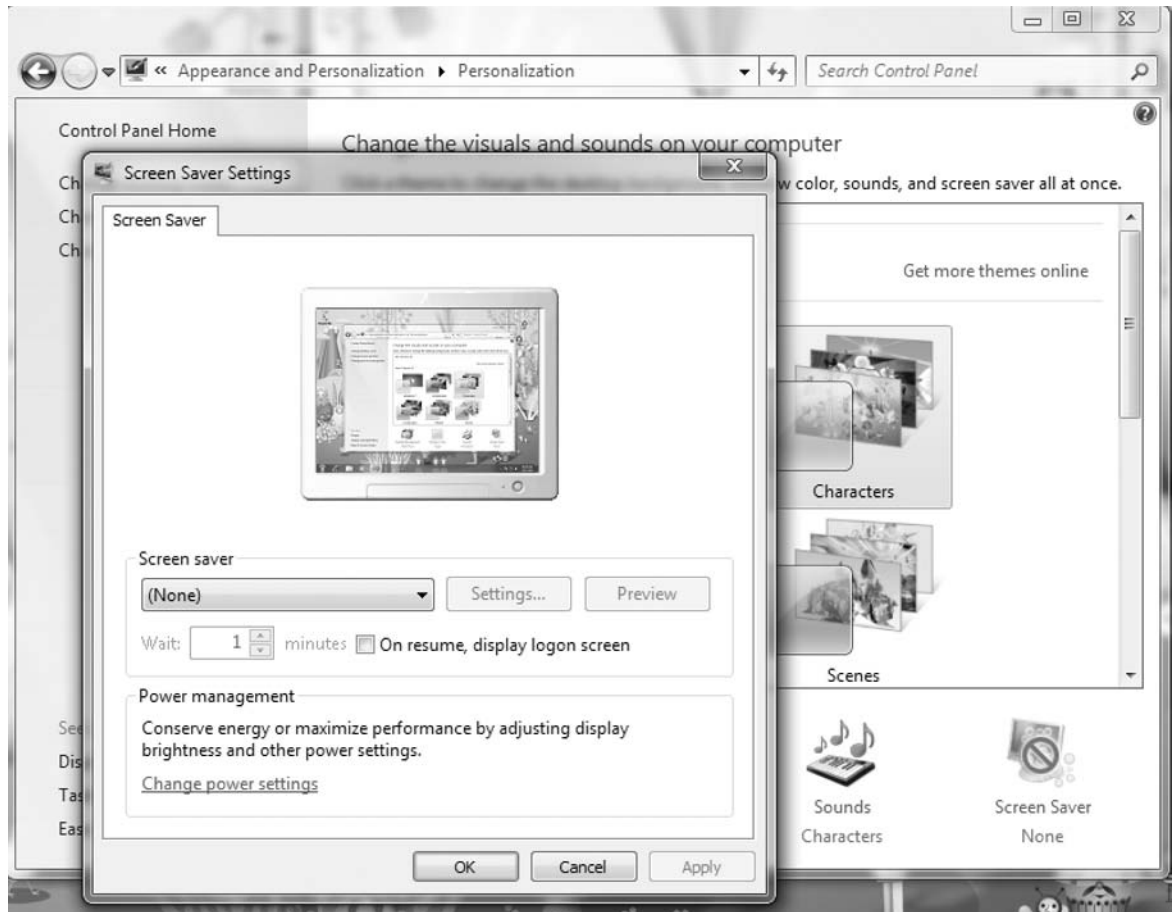 « Appearance and Personalization ▸ Personalization
Search Control Panel
Control Panel Home
Change the visuals and sounds on your computer
Screen Saver Settings
color, sounds, and screen saver all at once.
Screen Saver
Get more themes online
Characters
Screen saver
(None)
Settings...
Preview
Wait: 1 minutes On resume, display logon screen
Scenes
Power management
Conserve energy or maximize performance by adjusting display
brightness and other power settings.
Change power settings
Sounds
Characters
Screen Saver
None
OK
Cancel
Apply